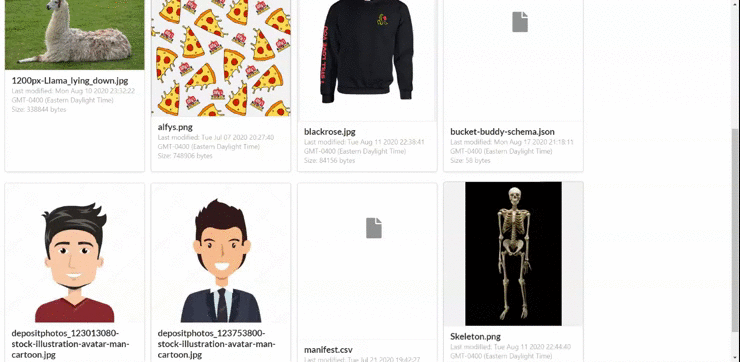 1200px-Llama_lying_down.jpg
Last modified: Mon Aug 10 2020 23:32:22
GMT-0400 (Eastern Daylight Time)
Size: 338844 bytes
alfys.png
Last modified: Tue Jul 07 2020 20:27:40
GMT-0400 (Eastern Daylight Time)
Size: 748906 bytes
I STILL LOVE YOU
blackrose.jpg
Last modified: Tue Aug 11 2020 22:38:41
GMT-0400 (Eastern Daylight Time)
Size: 84156 bytes
bucket-buddy-schema.json
Last modified: Mon Aug 17 2020 21:18:11
GMT-0400 (Eastern Daylight Time)
Size: 56 bytes
depositphotos_123013080-
stock-illustration-avatar-man-
cartoon.jpg
depositphotos_123753800-
stock-illustration-avatar-man-
cartoon.jpg
manifest.csv
Last modified: Tue Jul 21 2020 19:42:27
Skeleton.png
Last modified: Tue Aug 11 2020 22:44:40
GMT-0400 (Eastern Daylight Time)